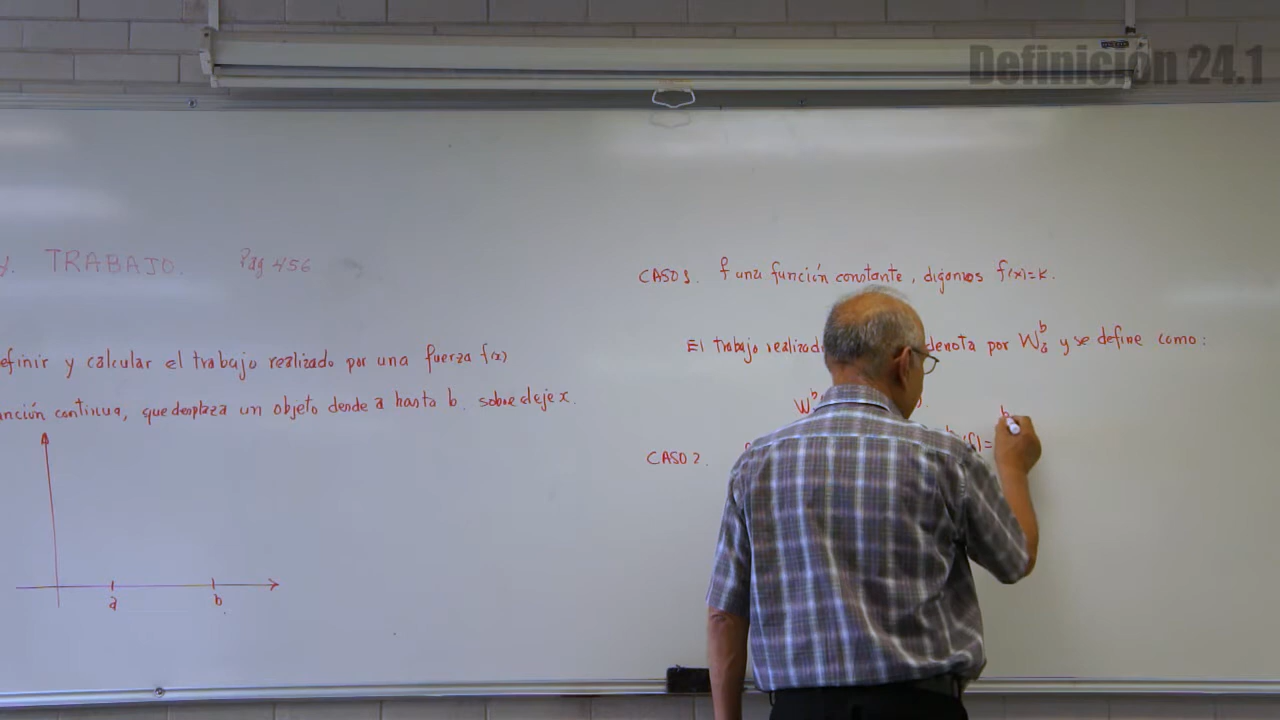 Definición 24.1
TRABAJO. Pag 456
efinir y calcular el trabajo realizado por una fuerza f(x)
nción continua, que desplaza un objeto desde a hasta b sobre el eje x.
a b
CASO 1. f una función constante, digamos f(x)=k.
El trabajo realizad denota por W_a^b y se define como:
W^b
CASO 2. (f)=